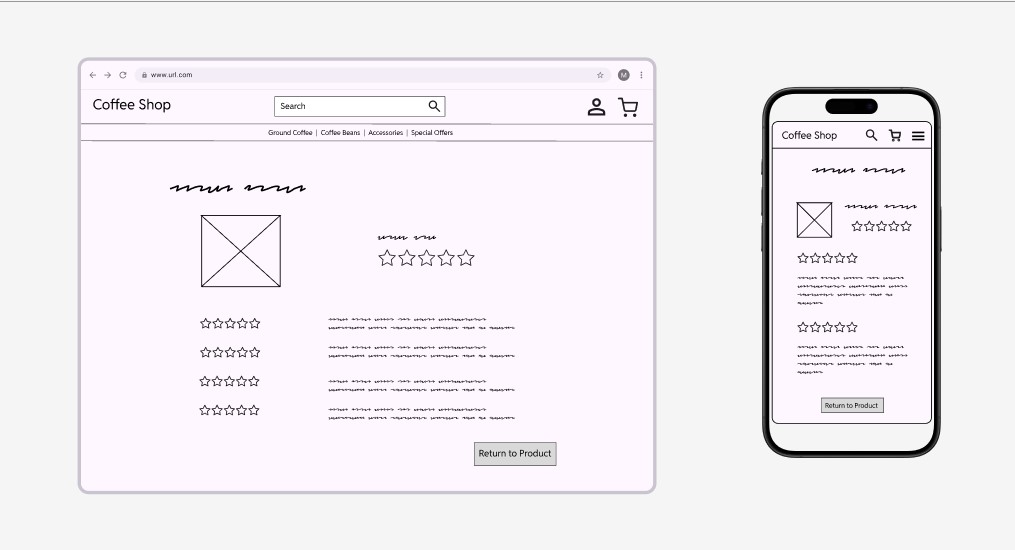 www.url.com
M
Coffee Shop
Search
Ground Coffee | Coffee Beans | Accessories | Special Offers
Return to Product
Coffee Shop
Return to Product